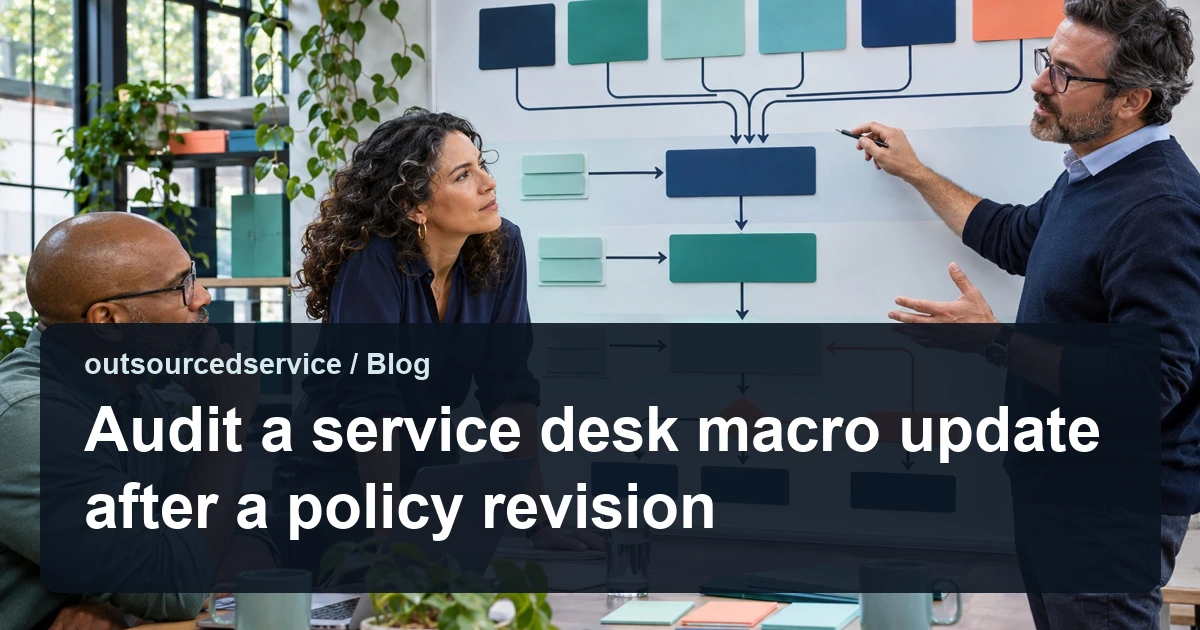 outsourcedservice / Blog
Audit a service desk macro update
after a policy revision